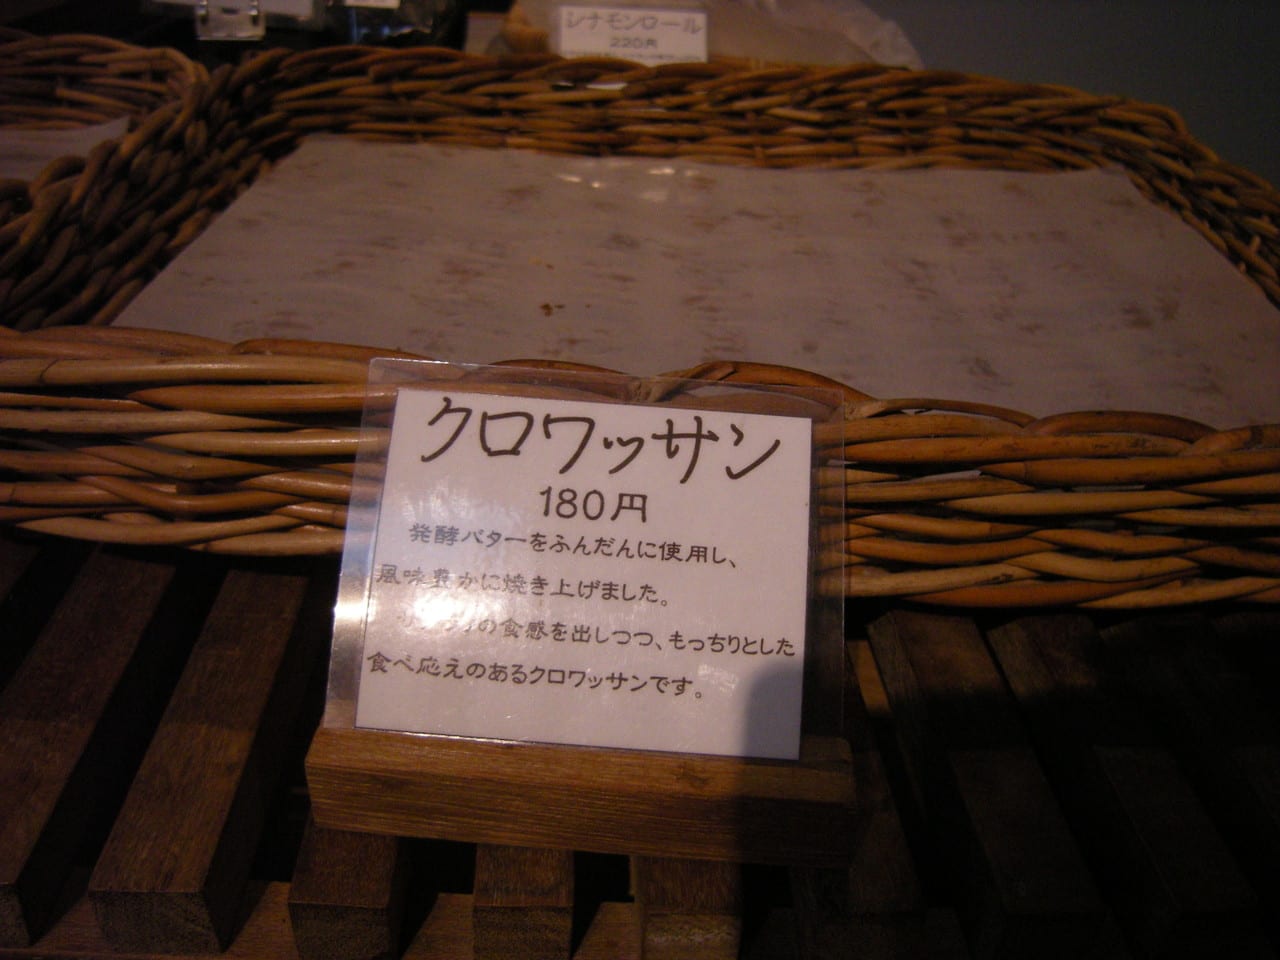 シナモンロール
220円
クロワッサン
180円
発酵バターをふんだんに使用し、
風味豊かに焼き上げました。
の食感を出しつつ、もっちりとした
食べ応えのあるクロワッサンです。